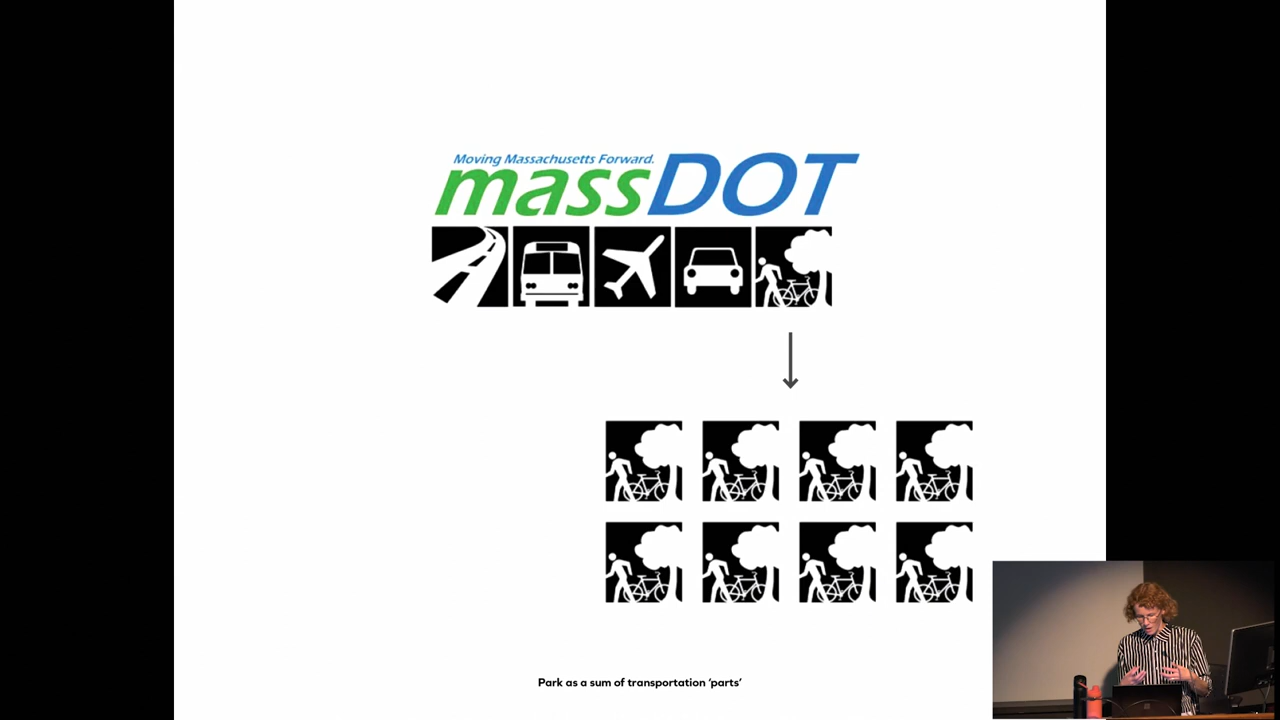 Moving Massachusetts Forward.
massDOT
Park as a sum of transportation ‘parts’